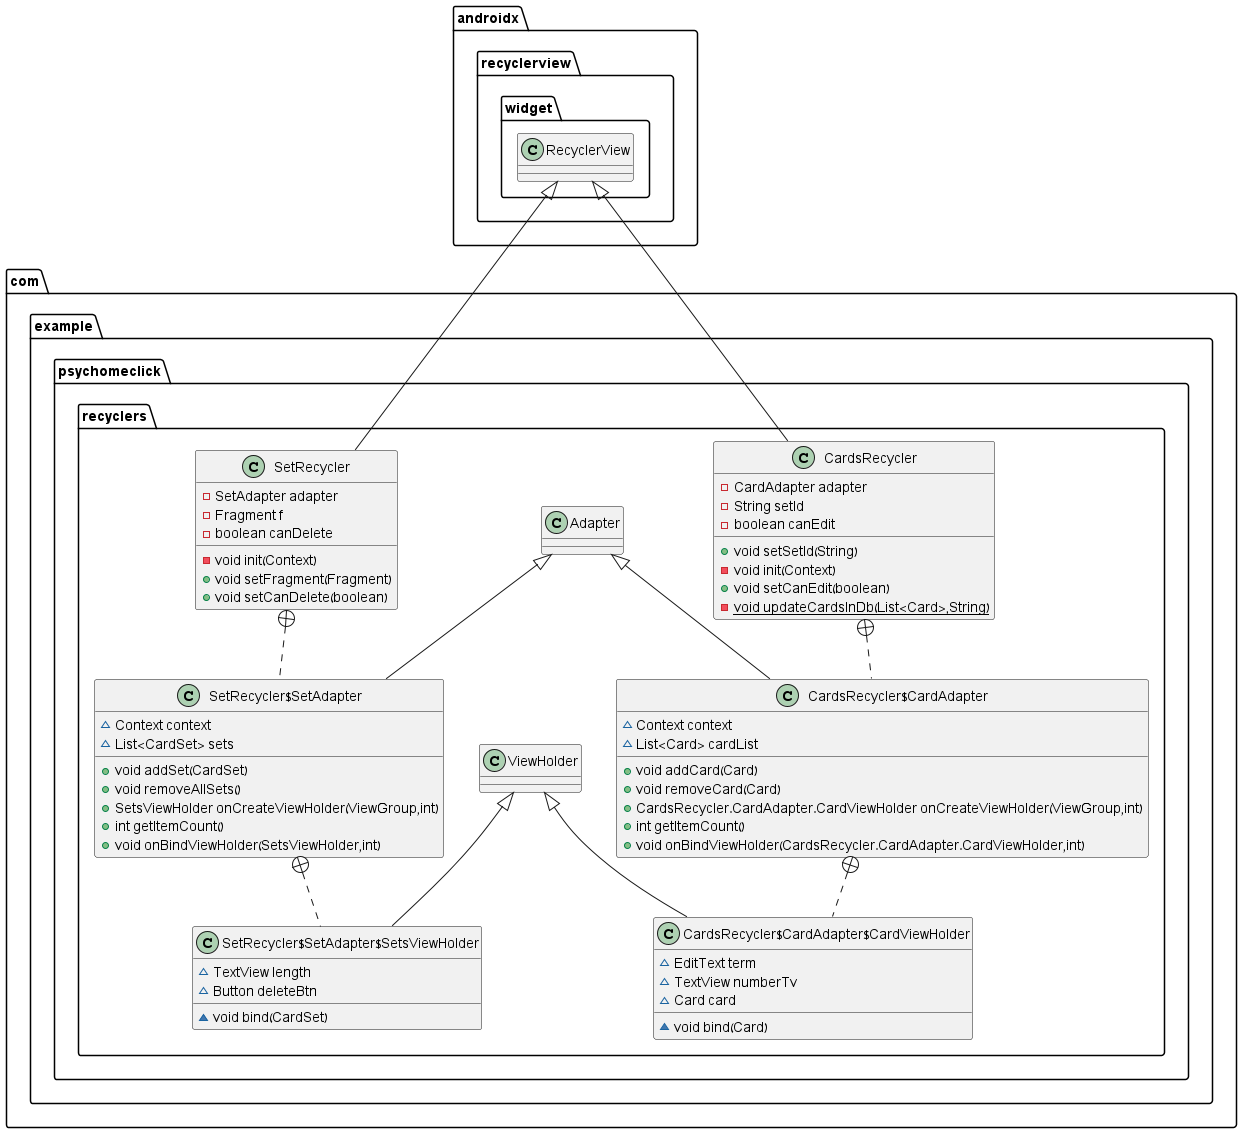 androidx
recyclerview
widget
C RecyclerView
com
example
psychomeclick
recyclers
C SetRecycler
SetAdapter adapter
Fragment f
boolean canDelete
void init(Context)
void setFragment(Fragment)
void setCanDelete(boolean)
C Adapter
C CardsRecycler
CardAdapter adapter
String setId
boolean canEdit
void setSetId(String)
void init(Context)
void setCanEdit(boolean)
void updateCardsInDb(List<Card>,String)
C SetRecycler$SetAdapter
Context context
List<CardSet> sets
void addSet(CardSet)
void removeAllSets()
SetsViewHolder onCreateViewHolder(ViewGroup,int)
int getItemCount()
void onBindViewHolder(SetsViewHolder,int)
C ViewHolder
C CardsRecycler$CardAdapter
Context context
List<Card> cardList
void addCard(Card)
void removeCard(Card)
CardsRecycler.CardAdapter.CardViewHolder onCreateViewHolder(ViewGroup,int)
int getItemCount()
void onBindViewHolder(CardsRecycler.CardAdapter.CardViewHolder,int)
C SetRecycler$SetAdapter$SetsViewHolder
TextView length
Button deleteBtn
void bind(CardSet)
C CardsRecycler$CardAdapter$CardViewHolder
EditText term
TextView numberTv
Card card
void bind(Card)